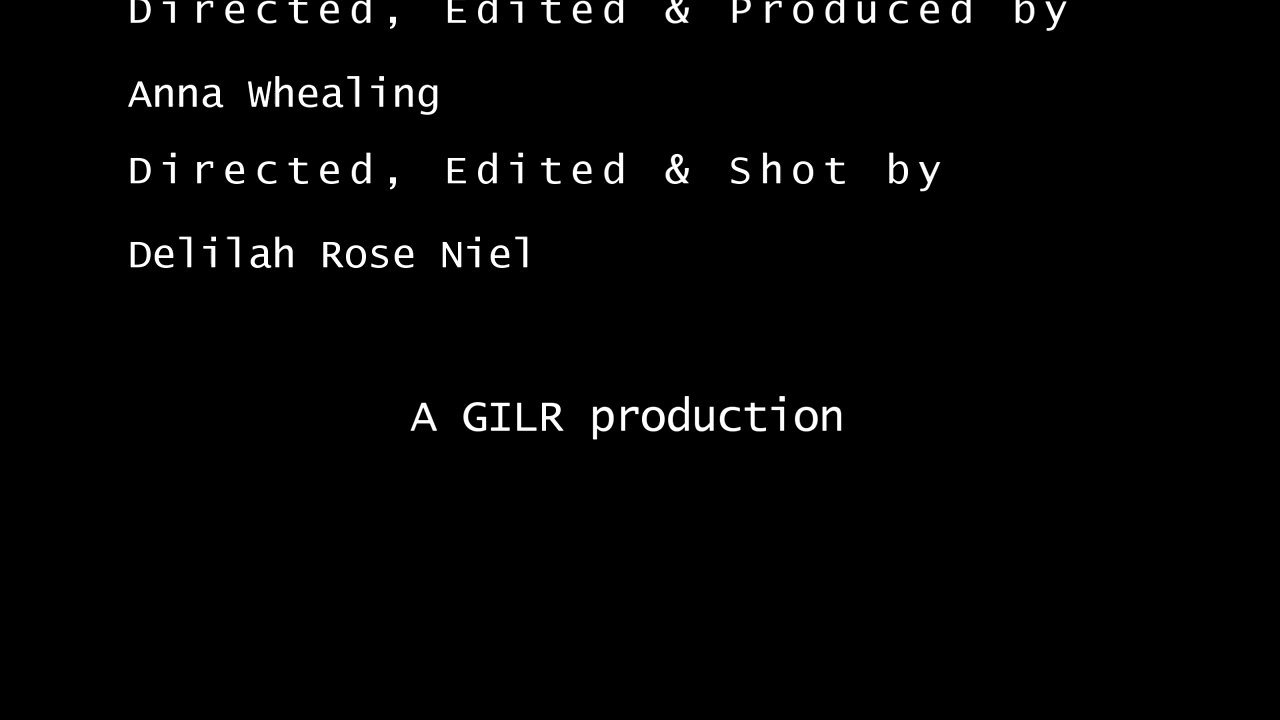 Directed, Edited & Produced by
Anna Whealing
Directed, Edited & Shot by
Delilah Rose Niel
A GILR production